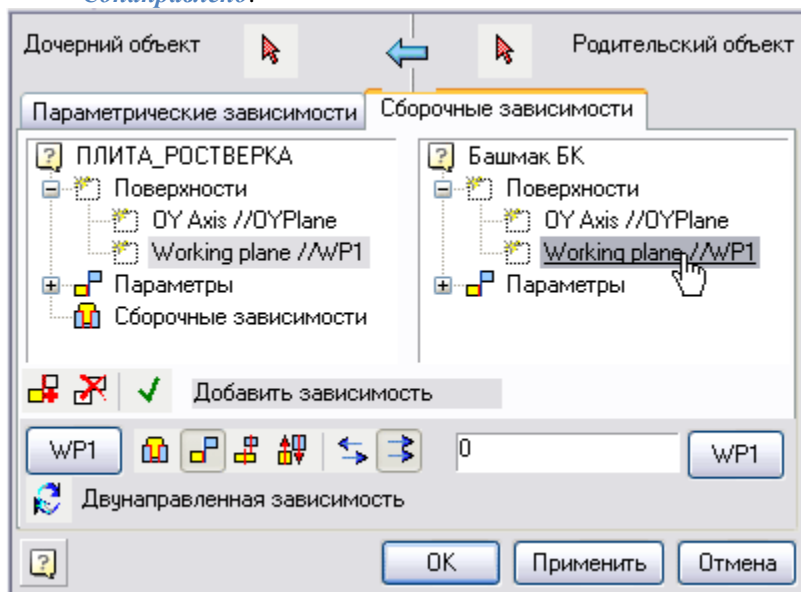 Сонаправлено.
Дочерний объект Родительский объект
Параметрические зависимости Сборочные зависимости
ПЛИТА_РОСТВЕРКА Башмак БК
Поверхности Поверхности
OY Axis //OYPlane OY Axis //OYPlane
Working plane //WP1 Working plane //WP1
Параметры Параметры
Сборочные зависимости
Добавить зависимость
WP1 0 WP1
Двунаправленная зависимость
OK Применить Отмена